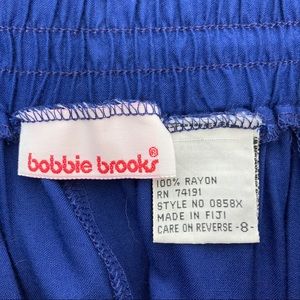 bobbie brooks®
100% RAYON
RN 74191
STYLE NO 0858X
MADE IN FIJI
CARE ON REVERSE -8-